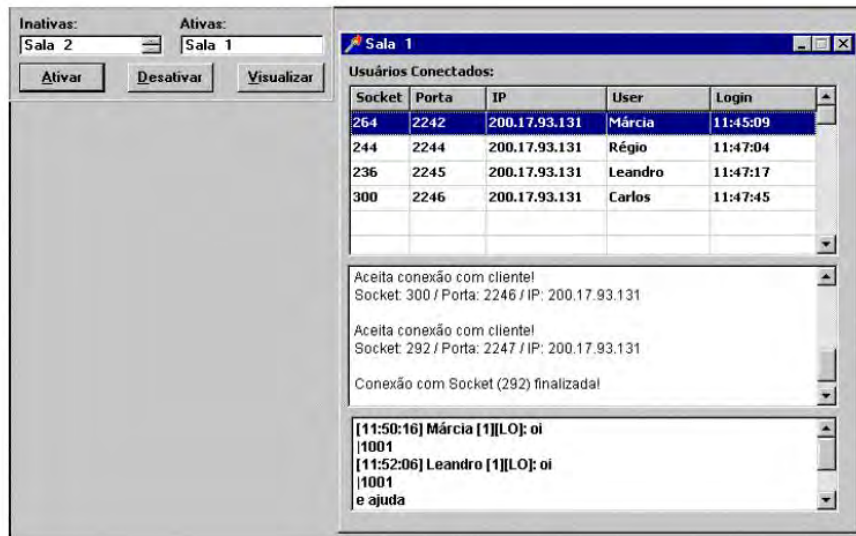 Inativas: Ativas:
Sala 2 Sala 1
Ativar Desativar Visualizar
Sala 1
Usuários Conectados:
Socket Porta IP User Login
264 2242 200.17.93.131 Márcia 11:45:09
244 2244 200.17.93.131 Régio 11:47:04
236 2245 200.17.93.131 Leandro 11:47:17
300 2246 200.17.93.131 Carlos 11:47:45
Aceita conexão com cliente!
Socket: 300 / Porta: 2246 / IP: 200.17.93.131
Aceita conexão com cliente!
Socket: 292 / Porta: 2247 / IP: 200.17.93.131
Conexão com Socket (292) finalizada!
[11:50:16] Márcia [1][LO]: oi
|1001
[11:52:06] Leandro [1][LO]: oi
|1001
e ajuda